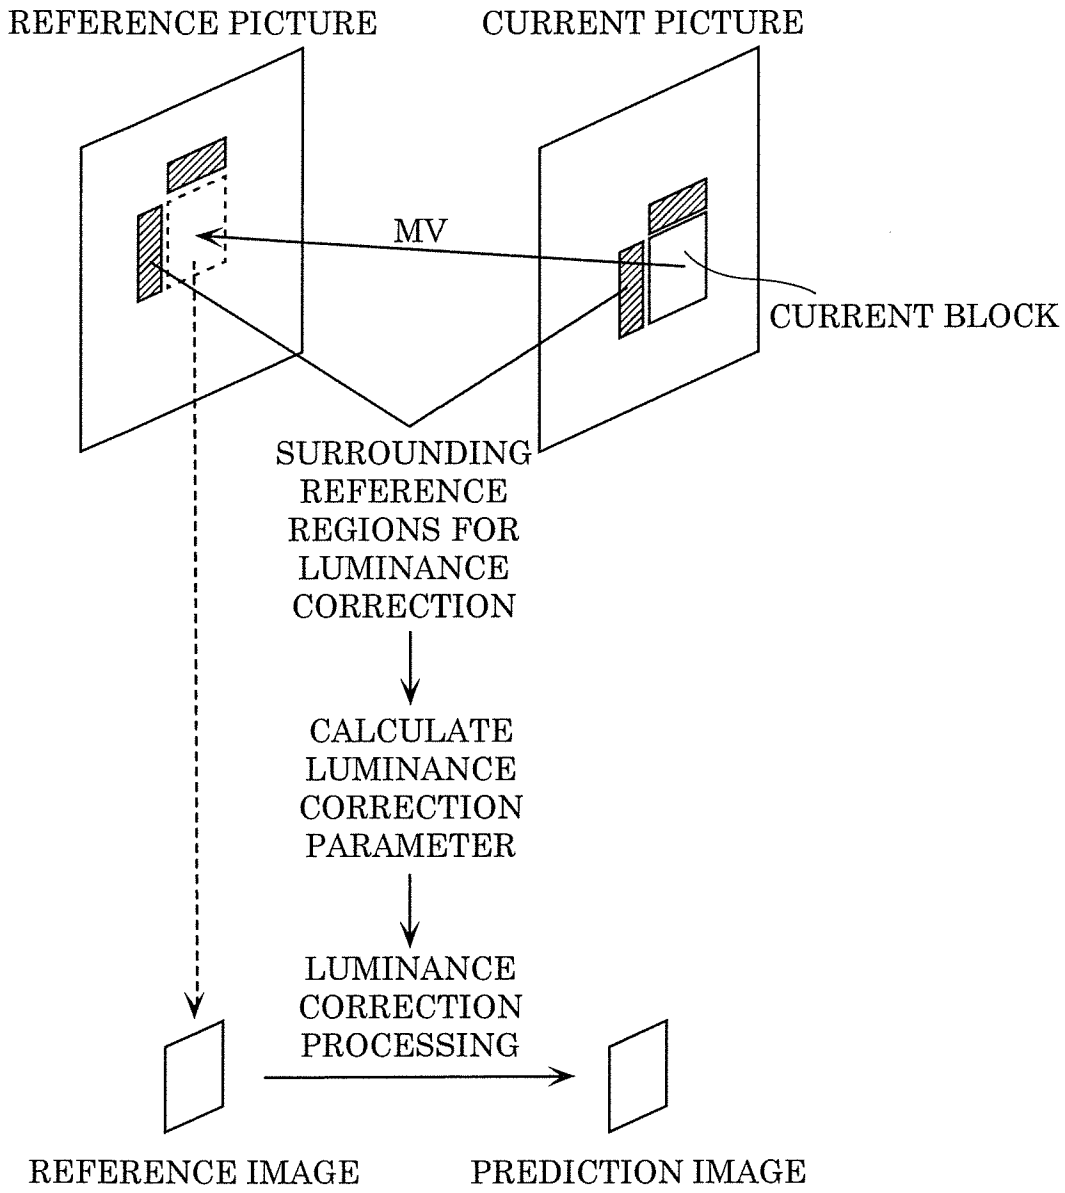 REFERENCE PICTURE
CURRENT PICTURE
MV
CURRENT BLOCK
SURROUNDING
REFERENCE
REGIONS FOR
LUMINANCE
CORRECTION
CALCULATE
LUMINANCE
CORRECTION
PARAMETER
LUMINANCE
CORRECTION
PROCESSING
REFERENCE IMAGE
PREDICTION IMAGE